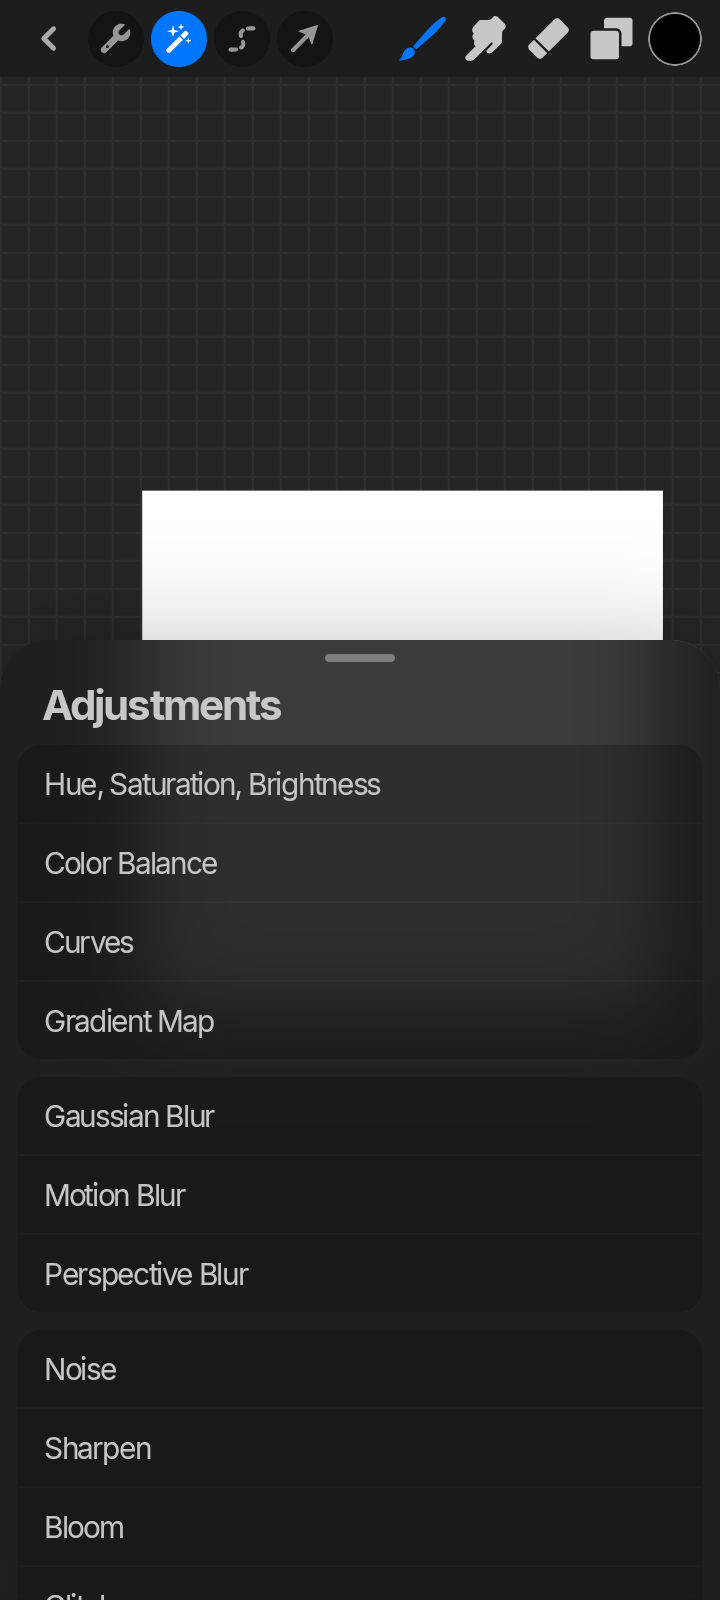 Adjustments
Hue, Saturation, Brightness
Color Balance
Curves
Gradient Map
Gaussian Blur
Motion Blur
Perspective Blur
Noise
Sharpen
Bloom